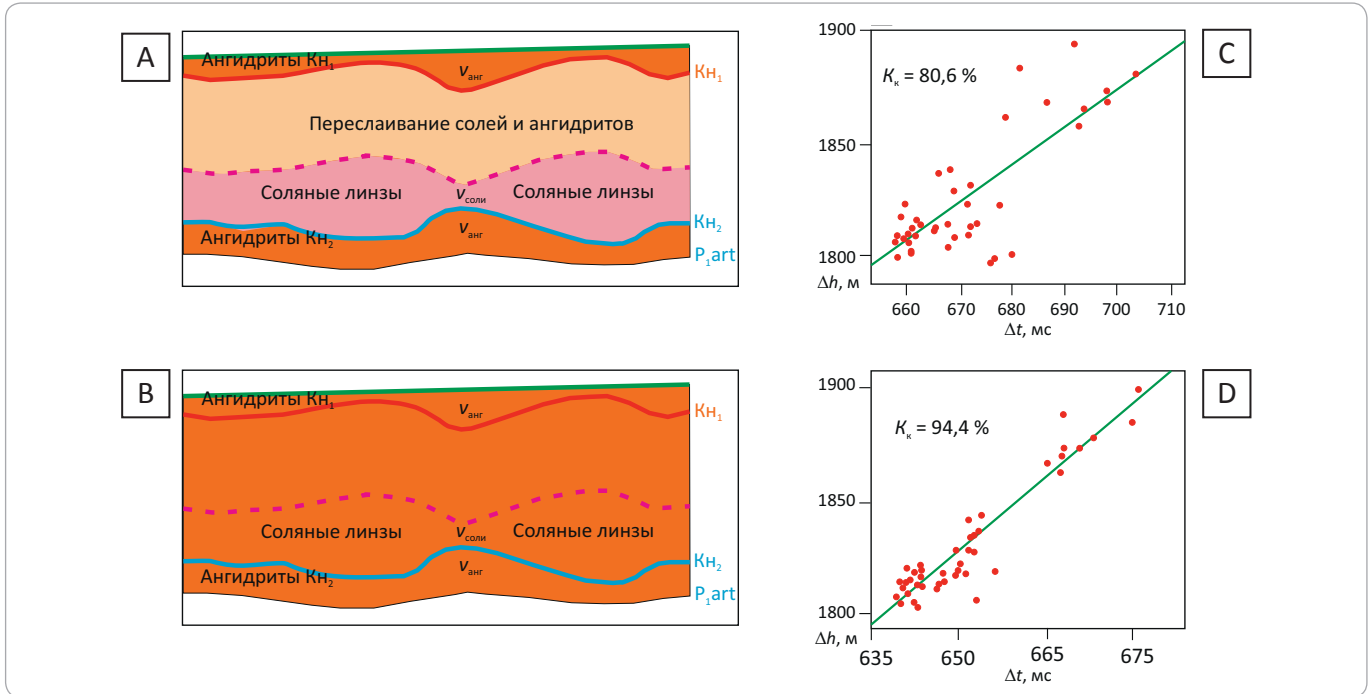 A
Ангидриты Кн₁
vанг
Кн₁
Переслаивание солей и ангидритов
Соляные линзы
vсоли
Соляные линзы
vанг
Ангидриты Кн₂
Кн₂
P₁art
B
Ангидриты Кн₁
vанг
Кн₁
Соляные линзы
vсоли
Соляные линзы
vанг
Ангидриты Кн₂
Кн₂
P₁art
C
1900
Kк = 80,6 %
1850
1800
Δh, м
660 670 680 690 700 710
Δt, мс
D
1900
Kк = 94,4 %
1850
1800
Δh, м
635 650 665 675
Δt, мс